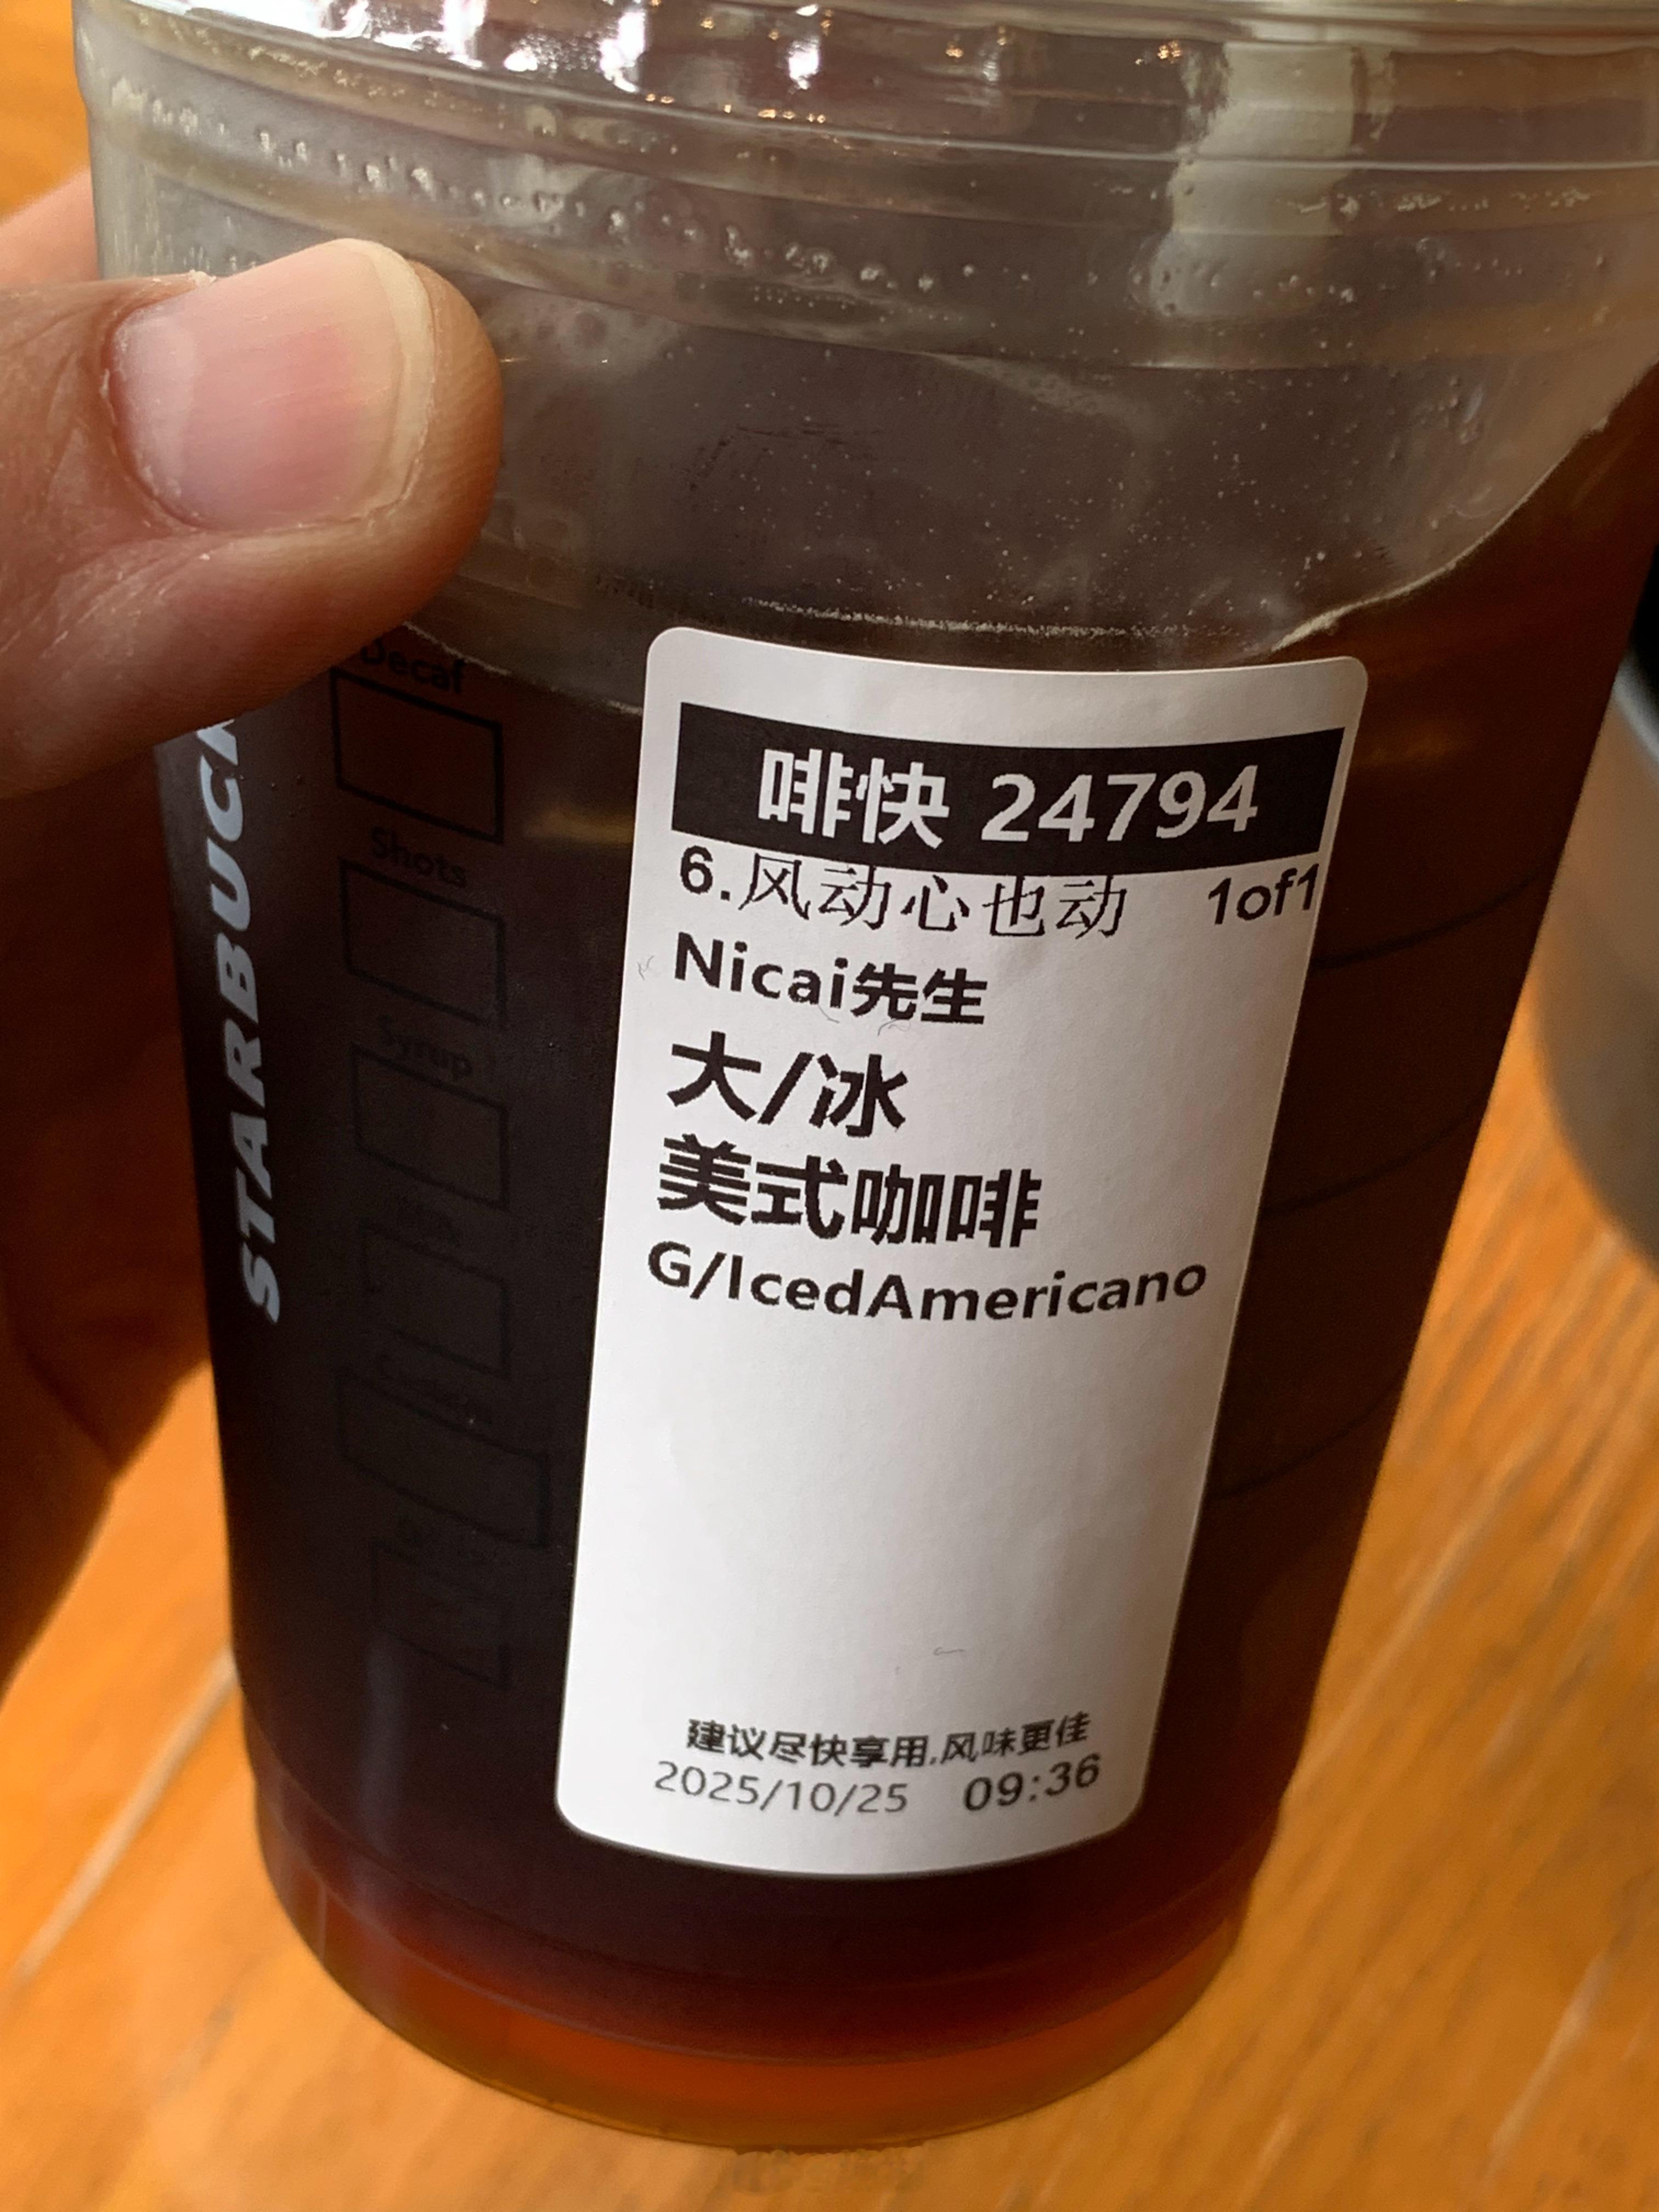 STARBUCK
Decaf
Shots
Syrup
啡快 24794
6.风动心也动 1of1
Nicai先生
大/冰
美式咖啡
G/IcedAmericano
建议尽快享用,风味更佳
2025/10/25 09:36